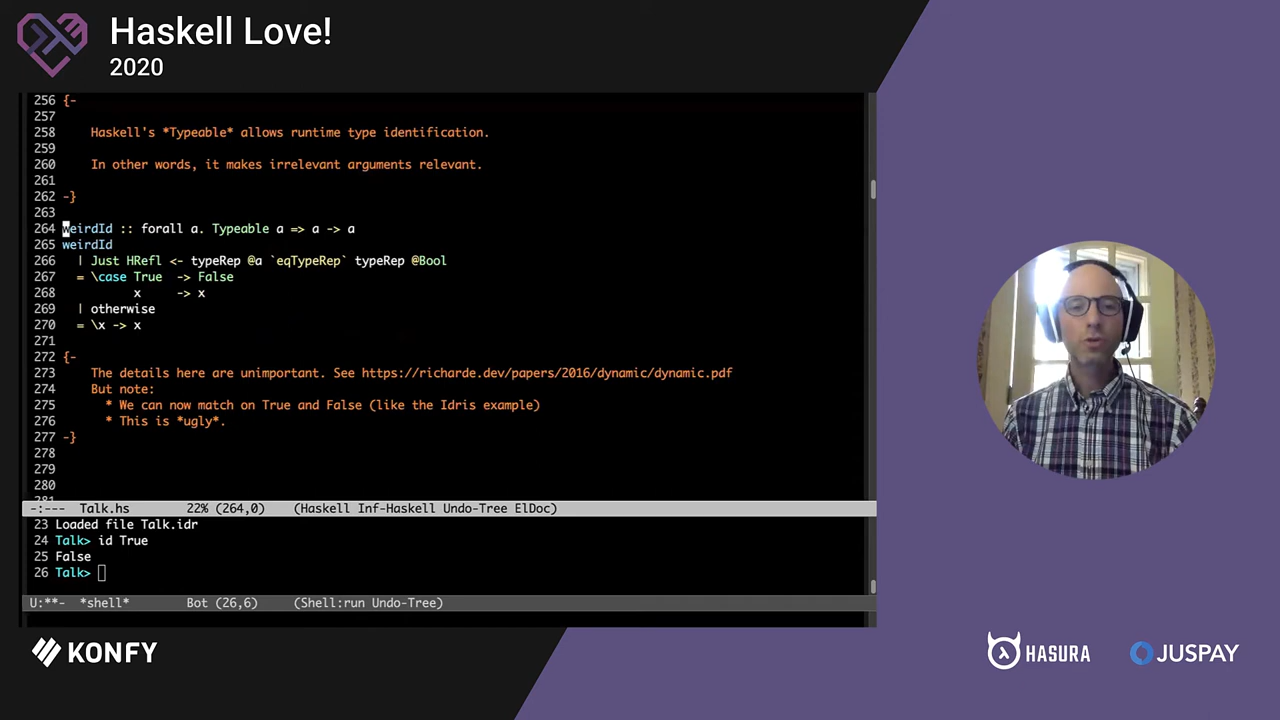 Haskell Love!
2020
256 {-
257
258     Haskell's *Typeable* allows runtime type identification.
259
260     In other words, it makes irrelevant arguments relevant.
261
262 -}
263
264 weirdId :: forall a. Typeable a => a -> a
265 weirdId
266   | Just HRefl <- typeRep @a `eqTypeRep` typeRep @Bool
267   = \case True  -> False
268           x     -> x
269   | otherwise
270   = \x -> x
271
272 {-
273     The details here are unimportant. See https://richarde.dev/papers/2016/dynamic/dynamic.pdf
274     But note:
275       * We can now match on True and False (like the Idris example)
276       * This is *ugly*.
277 -}
278
279
280
281
-:---  Talk.hs        22% (264,0)    (Haskell Inf-Haskell Undo-Tree ElDoc)
23 Loaded file Talk.idr
24 Talk> id True
25 False
26 Talk>
U:**-  *shell*        Bot (26,6)     (Shell:run Undo-Tree)
KONFY
HASURA
JUSPAY